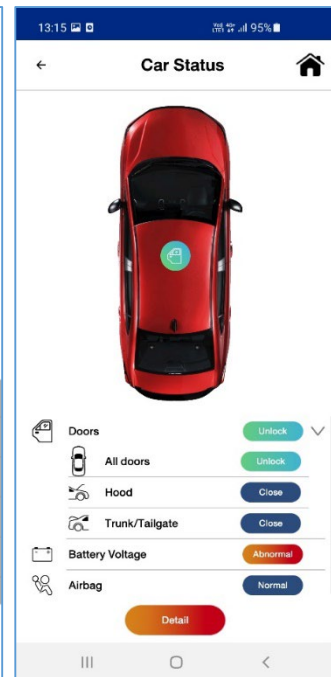 13:15 95%
Car Status
Doors Unlock
All doors Unlock
Hood Close
Trunk/Tailgate Close
Battery Voltage Abnormal
Airbag Normal
Detail